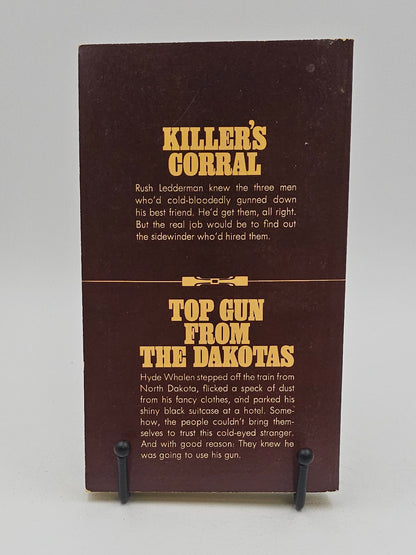 KILLER'S
CORRAL
Rush Ledderman knew the three men
who'd cold-bloodedly gunned down
his best friend. He'd get them, all right.
But the real job would be to find out
the sidewinder who'd hired them.
TOP GUN
FROM
THE DAKOTAS
Hyde Whalen stepped off the train from
North Dakota, flicked a speck of dust
from his fancy clothes, and parked his
shiny black suitcase at a hotel. Some-
how, the people couldn't bring them-
selves to trust this cold-eyed stranger.
And with good reason: They knew he
was going to use his gun.